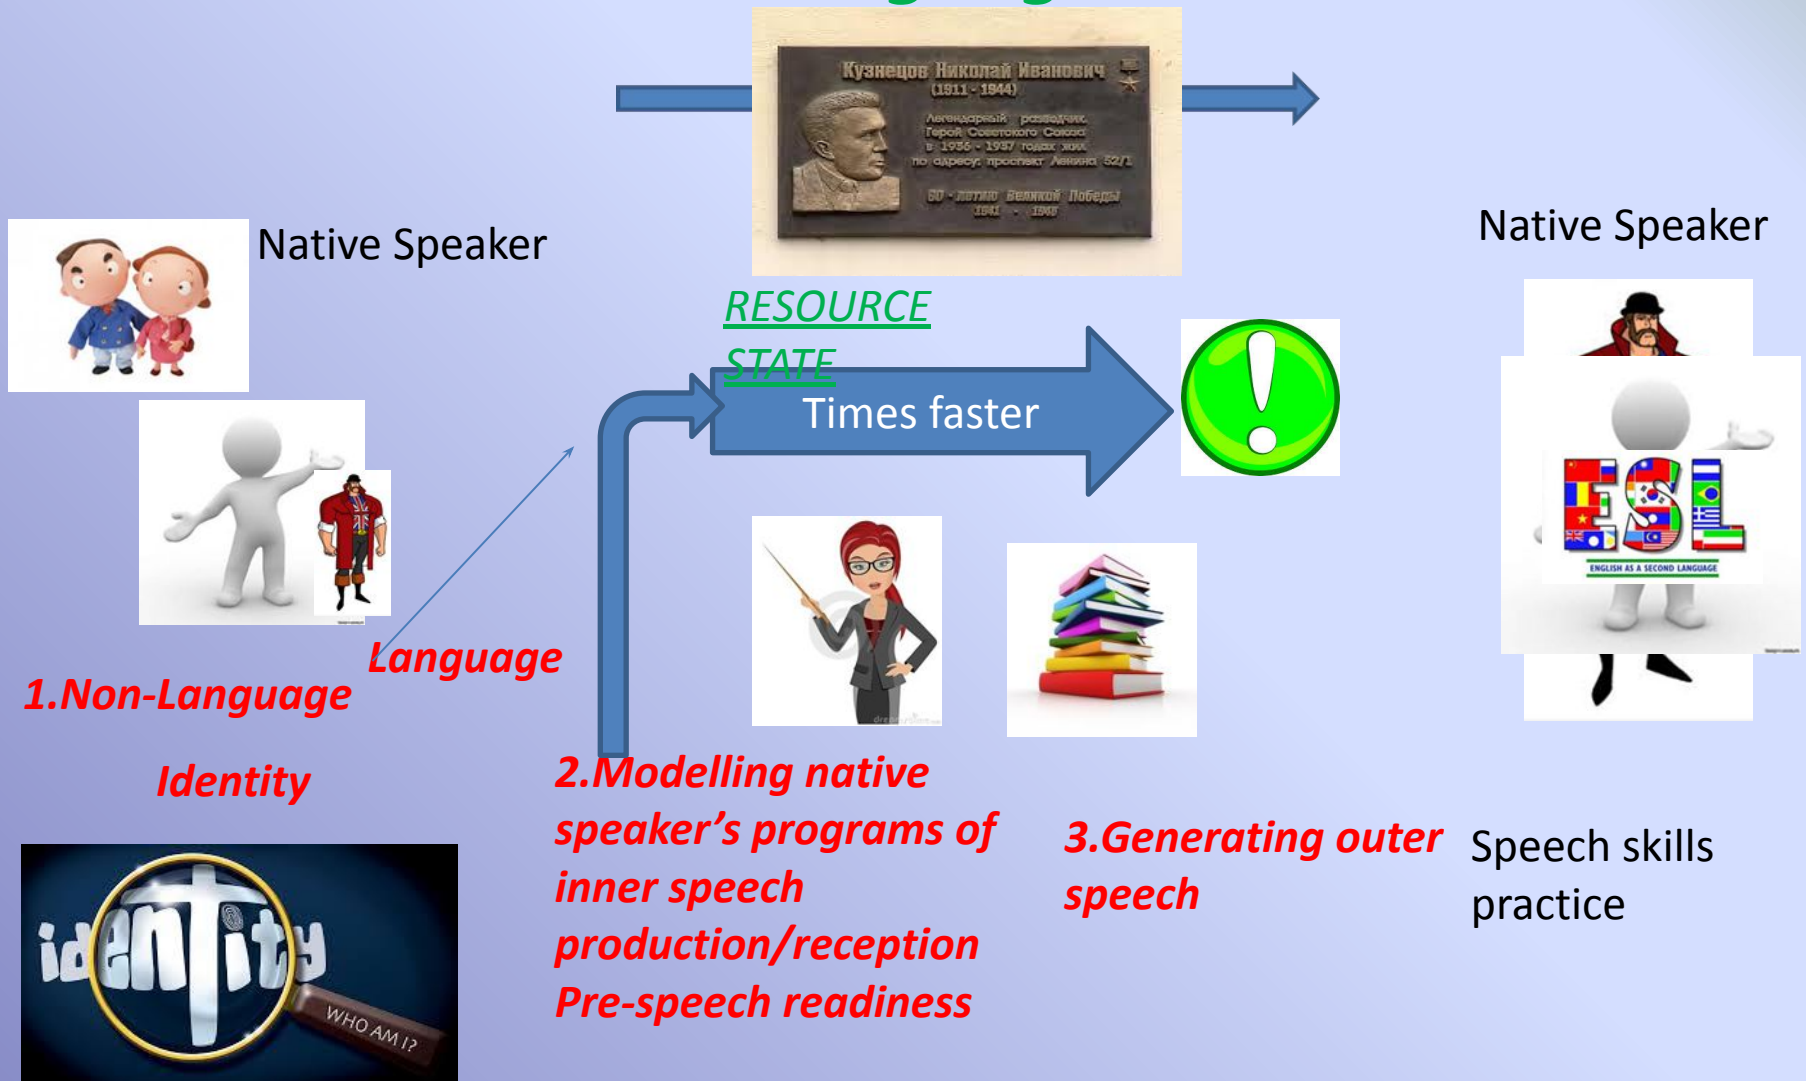 Кузнецов Николай Иванович
(1911 - 1944)
Легендарный разведчик,
Герой Советского Союза
в 1936 - 1937 годах жил
по адресу: проспект Ленина 52/1
60 - летию Великой Победы
1941 - 1945
Native Speaker
Native Speaker
RESOURCE
STATE
Times faster
ESL
ENGLISH AS A SECOND LANGUAGE
Language
1.Non-Language
Identity
2.Modelling native
speaker's programs of
inner speech
production/reception
Pre-speech readiness
3.Generating outer
speech
Speech skills
practice
identity
WHO AM I?